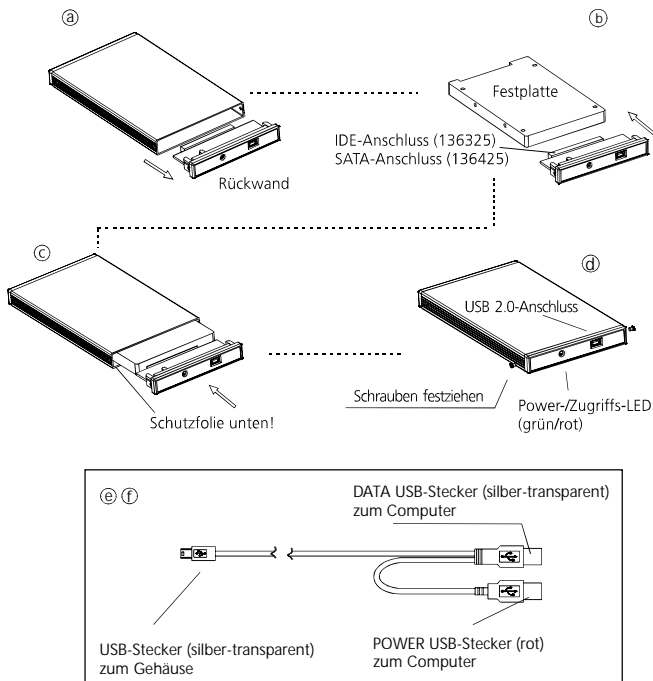 ⓐ
ⓑ
Festplatte
IDE-Anschluss (136325)
SATA-Anschluss (136425)
Rückwand
ⓒ
ⓓ
USB 2.0-Anschluss
Schrauben festziehen
Power-/Zugriffs-LED
(grün/rot)
Schutzfolie unten!
ⓔ ⓕ
DATA USB-Stecker (silber-transparent)
zum Computer
USB-Stecker (silber-transparent)
zum Gehäuse
POWER USB-Stecker (rot)
zum Computer